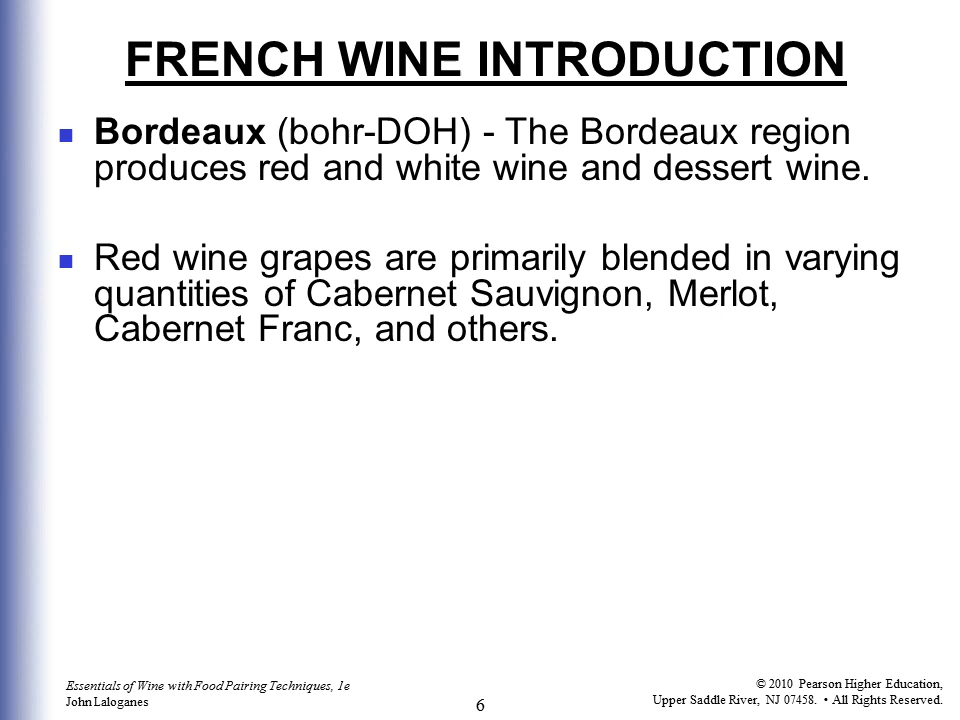 FRENCH WINE INTRODUCTION
Bordeaux (bohr-DOH) - The Bordeaux region
produces red and white wine and dessert wine.
Red wine grapes are primarily blended in varying
quantities of Cabernet Sauvignon, Merlot,
Cabernet Franc, and others.
Essentials of Wine with Food Pairing Techniques, 1e
John Laloganes
6
© 2010 Pearson Higher Education,
Upper Saddle River, NJ 07458. • All Rights Reserved.